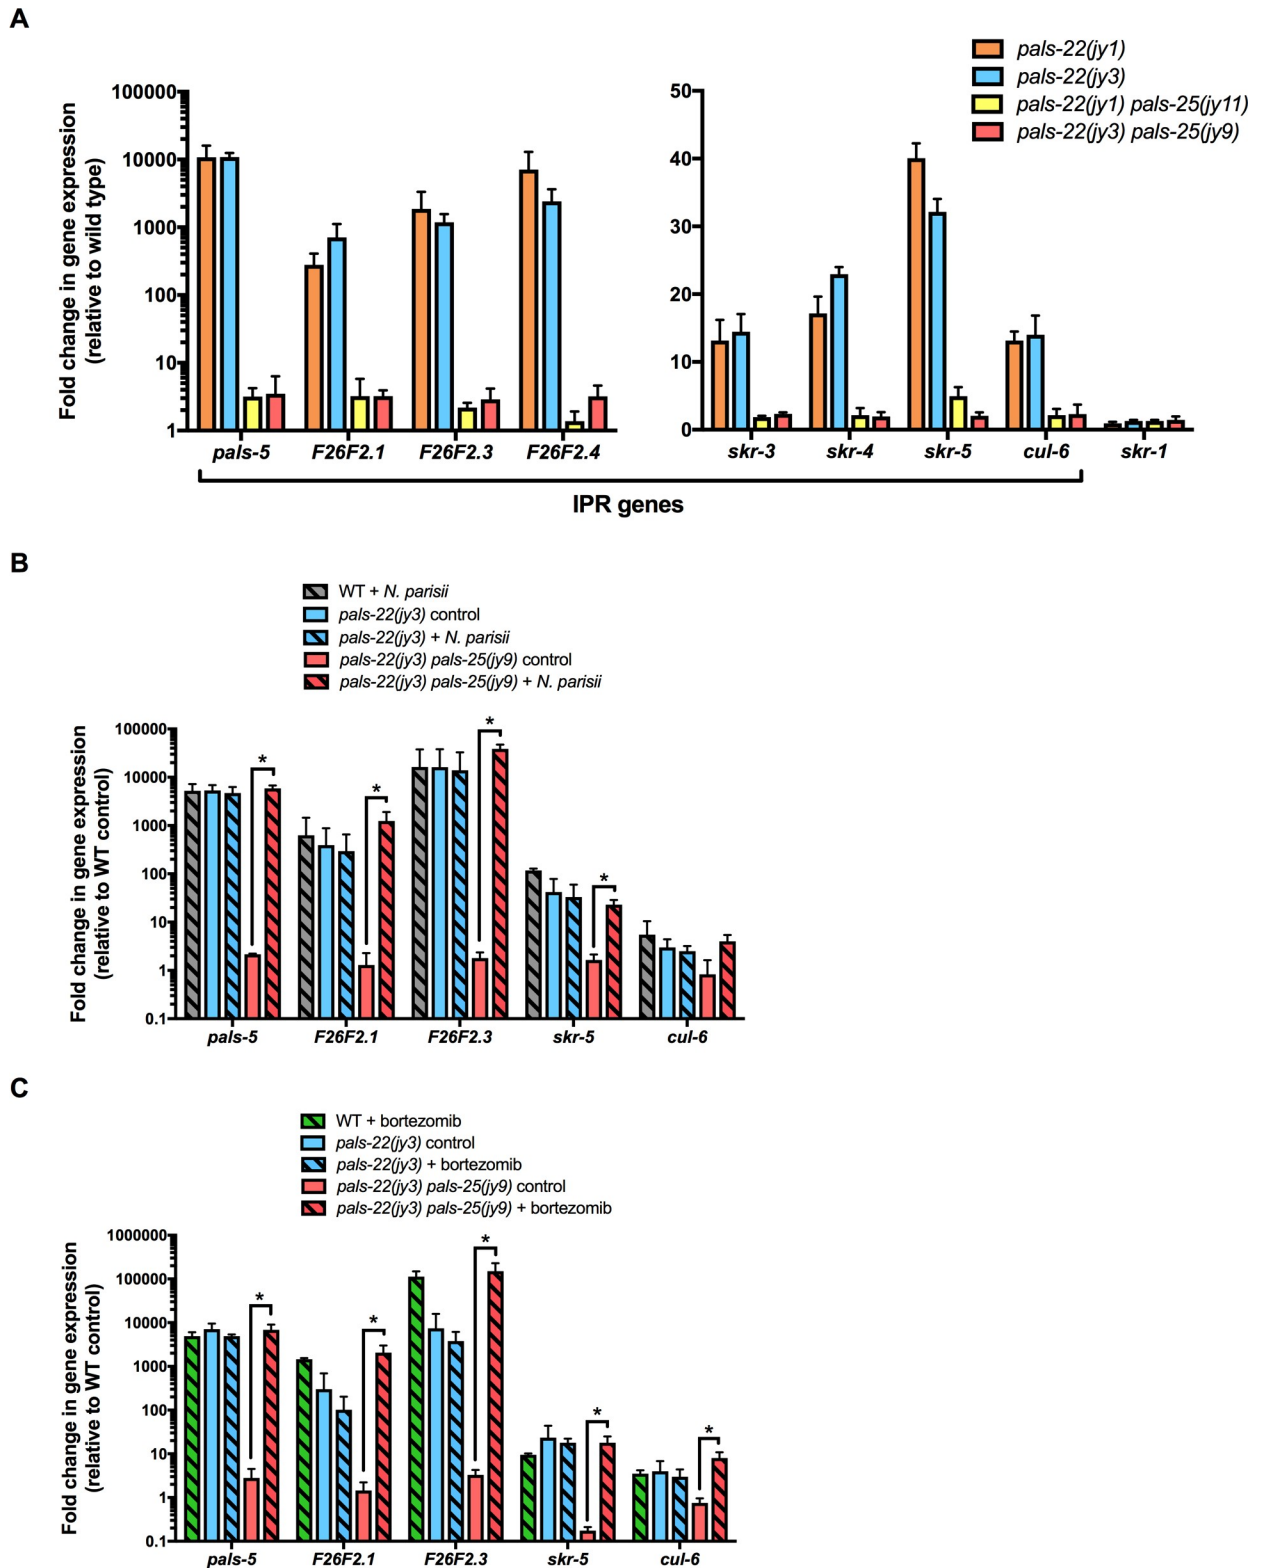 A
pals-22(jy1)
pals-22(jy3)
pals-22(jy1) pals-25(jy11)
pals-22(jy3) pals-25(jy9)
Fold change in gene expression
(relative to wild type)
100000
10000
1000
100
10
1
pals-5 F26F2.1 F26F2.3 F26F2.4
50
40
30
20
10
0
skr-3 skr-4 skr-5 cul-6 skr-1
IPR genes
B
WT + N. parisii
pals-22(jy3) control
pals-22(jy3) + N. parisii
pals-22(jy3) pals-25(jy9) control
pals-22(jy3) pals-25(jy9) + N. parisii
Fold change in gene expression
(relative to WT control)
100000
10000
1000
100
10
1
0.1
* * * *
pals-5 F26F2.1 F26F2.3 skr-5 cul-6
C
WT + bortezomib
pals-22(jy3) control
pals-22(jy3) + bortezomib
pals-22(jy3) pals-25(jy9) control
pals-22(jy3) pals-25(jy9) + bortezomib
Fold change in gene expression
(relative to WT control)
1000000
100000
10000
1000
100
10
1
0.1
* * * * *
pals-5 F26F2.1 F26F2.3 skr-5 cul-6